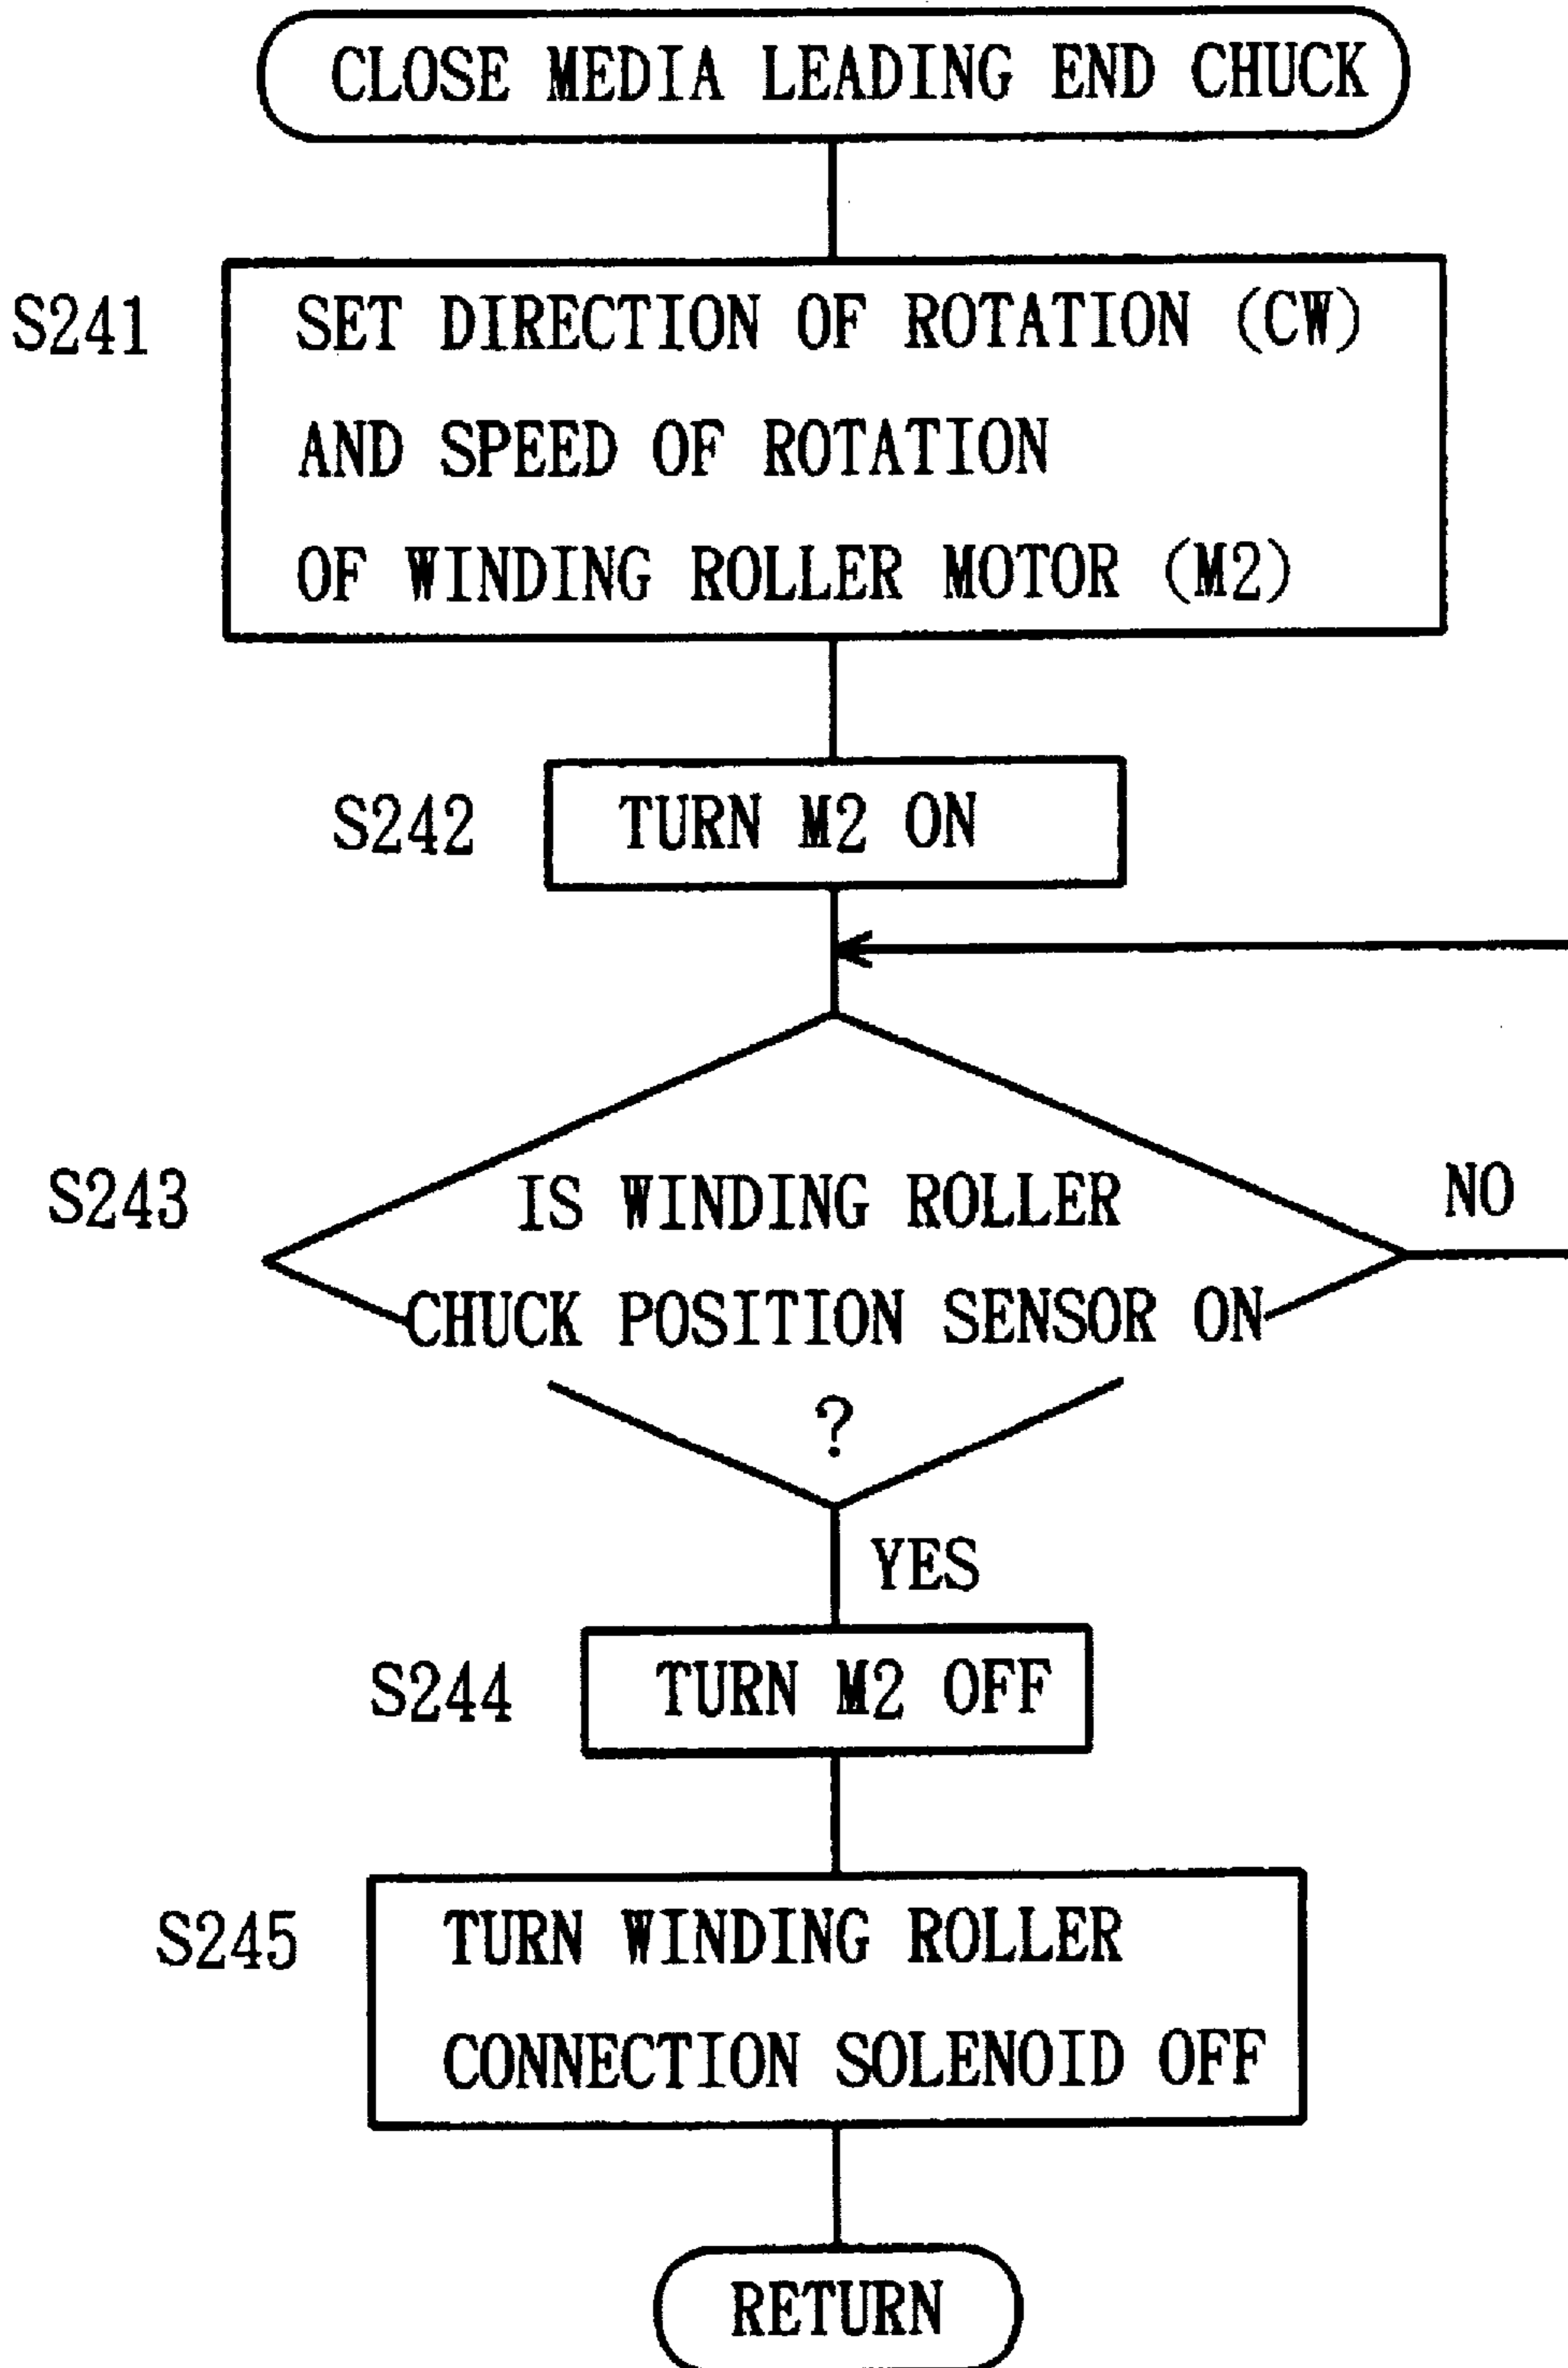 CLOSE MEDIA LEADING END CHUCK
S241
SET DIRECTION OF ROTATION (CW)
AND SPEED OF ROTATION
OF WINDING ROLLER MOTOR (M2)
S242
TURN M2 ON
S243
IS WINDING ROLLER
NO
CHUCK POSITION SENSOR ON
?
YES
S244
TURN M2 OFF
S245
TURN WINDING ROLLER
CONNECTION SOLENOID OFF
RETURN